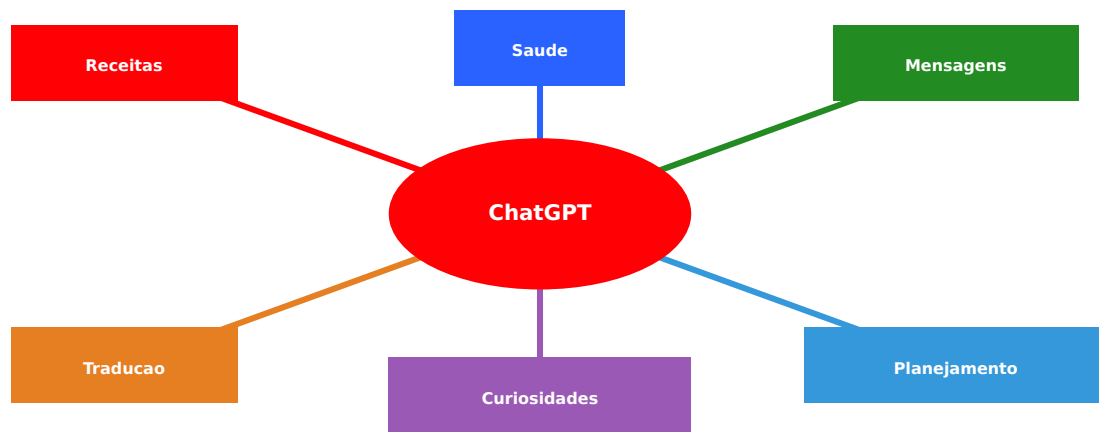 Receitas
Saude
Mensagens
ChatGPT
Traducao
Curiosidades
Planejamento